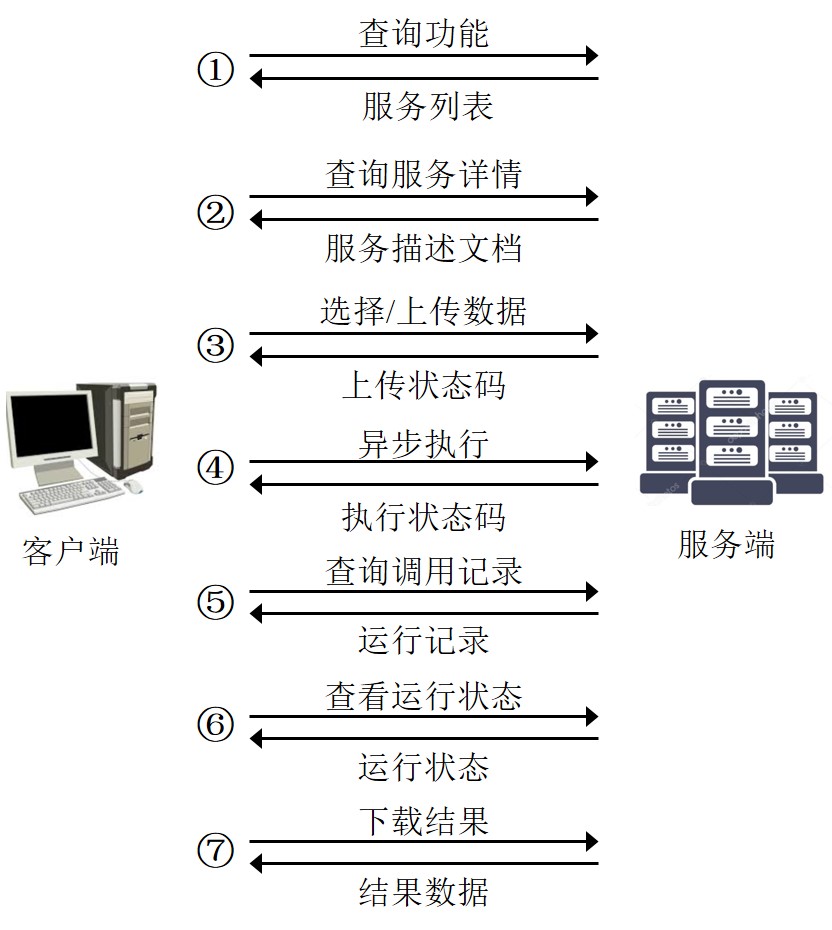 查询功能
①
服务列表
查询服务详情
②
服务描述文档
选择/上传数据
③
上传状态码
异步执行
④
执行状态码
客户端
服务端
查询调用记录
⑤
运行记录
查看运行状态
⑥
运行状态
下载结果
⑦
结果数据